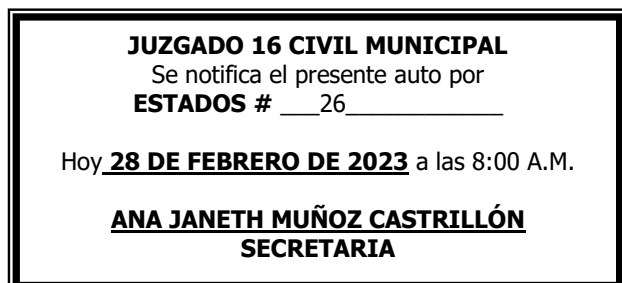 JUZGADO 16 CIVIL MUNICIPAL
Se notifica el presente auto por
ESTADOS # ___26____________
Hoy 28 DE FEBRERO DE 2023 a las 8:00 A.M.
ANA JANETH MUÑOZ CASTRILLÓN
SECRETARIA